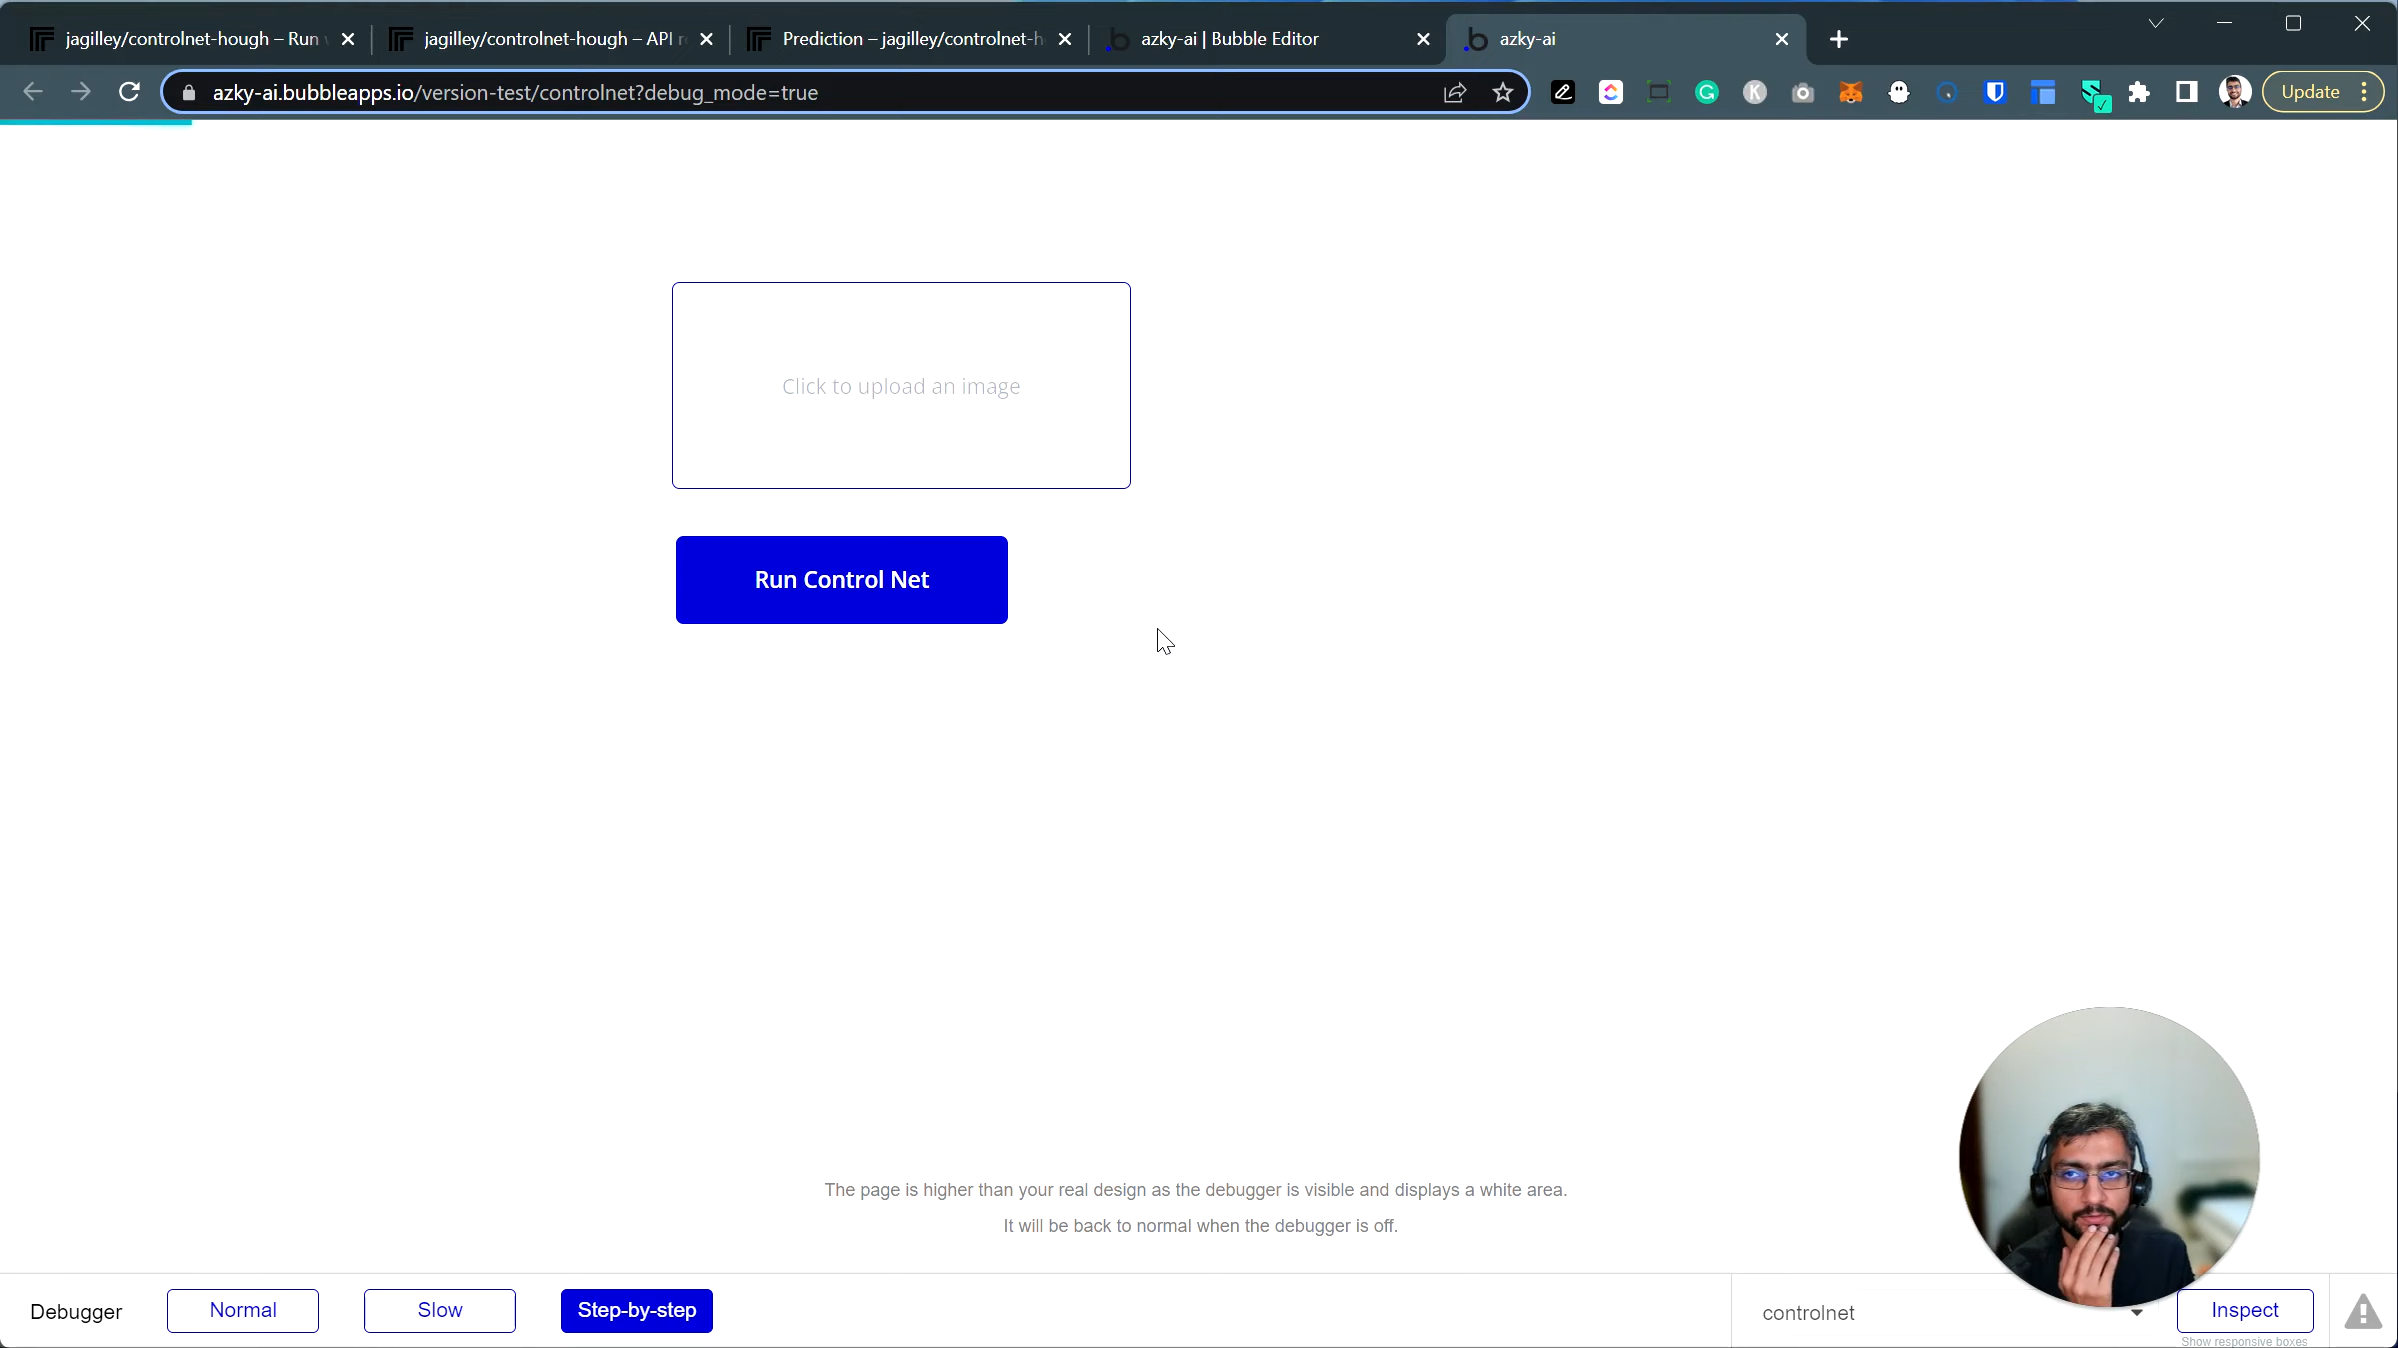 jagilley/controlnet-hough – Run
jagilley/controlnet-hough – API
Prediction – jagilley/controlnet-h
azky-ai | Bubble Editor
azky-ai
azky-ai.bubbleapps.io/version-test/controlnet?debug_mode=true
Update
Click to upload an image
Run Control Net
The page is higher than your real design as the debugger is visible and displays a white area.
It will be back to normal when the debugger is off.
Debugger
Normal
Slow
Step-by-step
controlnet
Inspect
Show responsive boxes